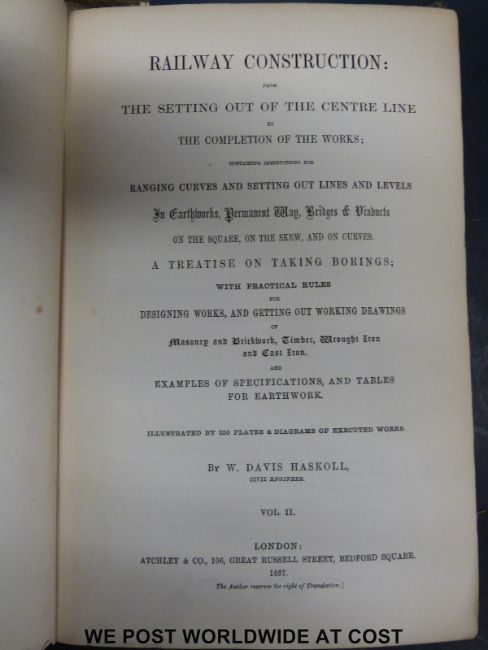 RAILWAY CONSTRUCTION:
FROM
THE SETTING OUT OF THE CENTRE LINE
TO
THE COMPLETION OF THE WORKS;
CONTAINING INSTRUCTIONS FOR
RANGING CURVES AND SETTING OUT LINES AND LEVELS
In Earthworks, Permanent Way, Bridges & Viaducts
ON THE SQUARE, ON THE SKEW, AND ON CURVES.
A TREATISE ON TAKING BORINGS;
WITH PRACTICAL RULES
FOR
DESIGNING WORKS, AND GETTING OUT WORKING DRAWINGS
OF
Masonry and Brickwork, Timber, Wrought Iron
and Cast Iron.
AND
EXAMPLES OF SPECIFICATIONS, AND TABLES
FOR EARTHWORK.
ILLUSTRATED BY 250 PLATES & DIAGRAMS OF EXECUTED WORKS.
BY W. DAVIS HASKOLL,
CIVIL ENGINEER.
VOL. II.
LONDON:
ATCHLEY & CO., 106, GREAT RUSSELL STREET, BEDFORD SQUARE.
1857.
The Author reserves the right of Translation.]
WE POST WORLDWIDE AT COST